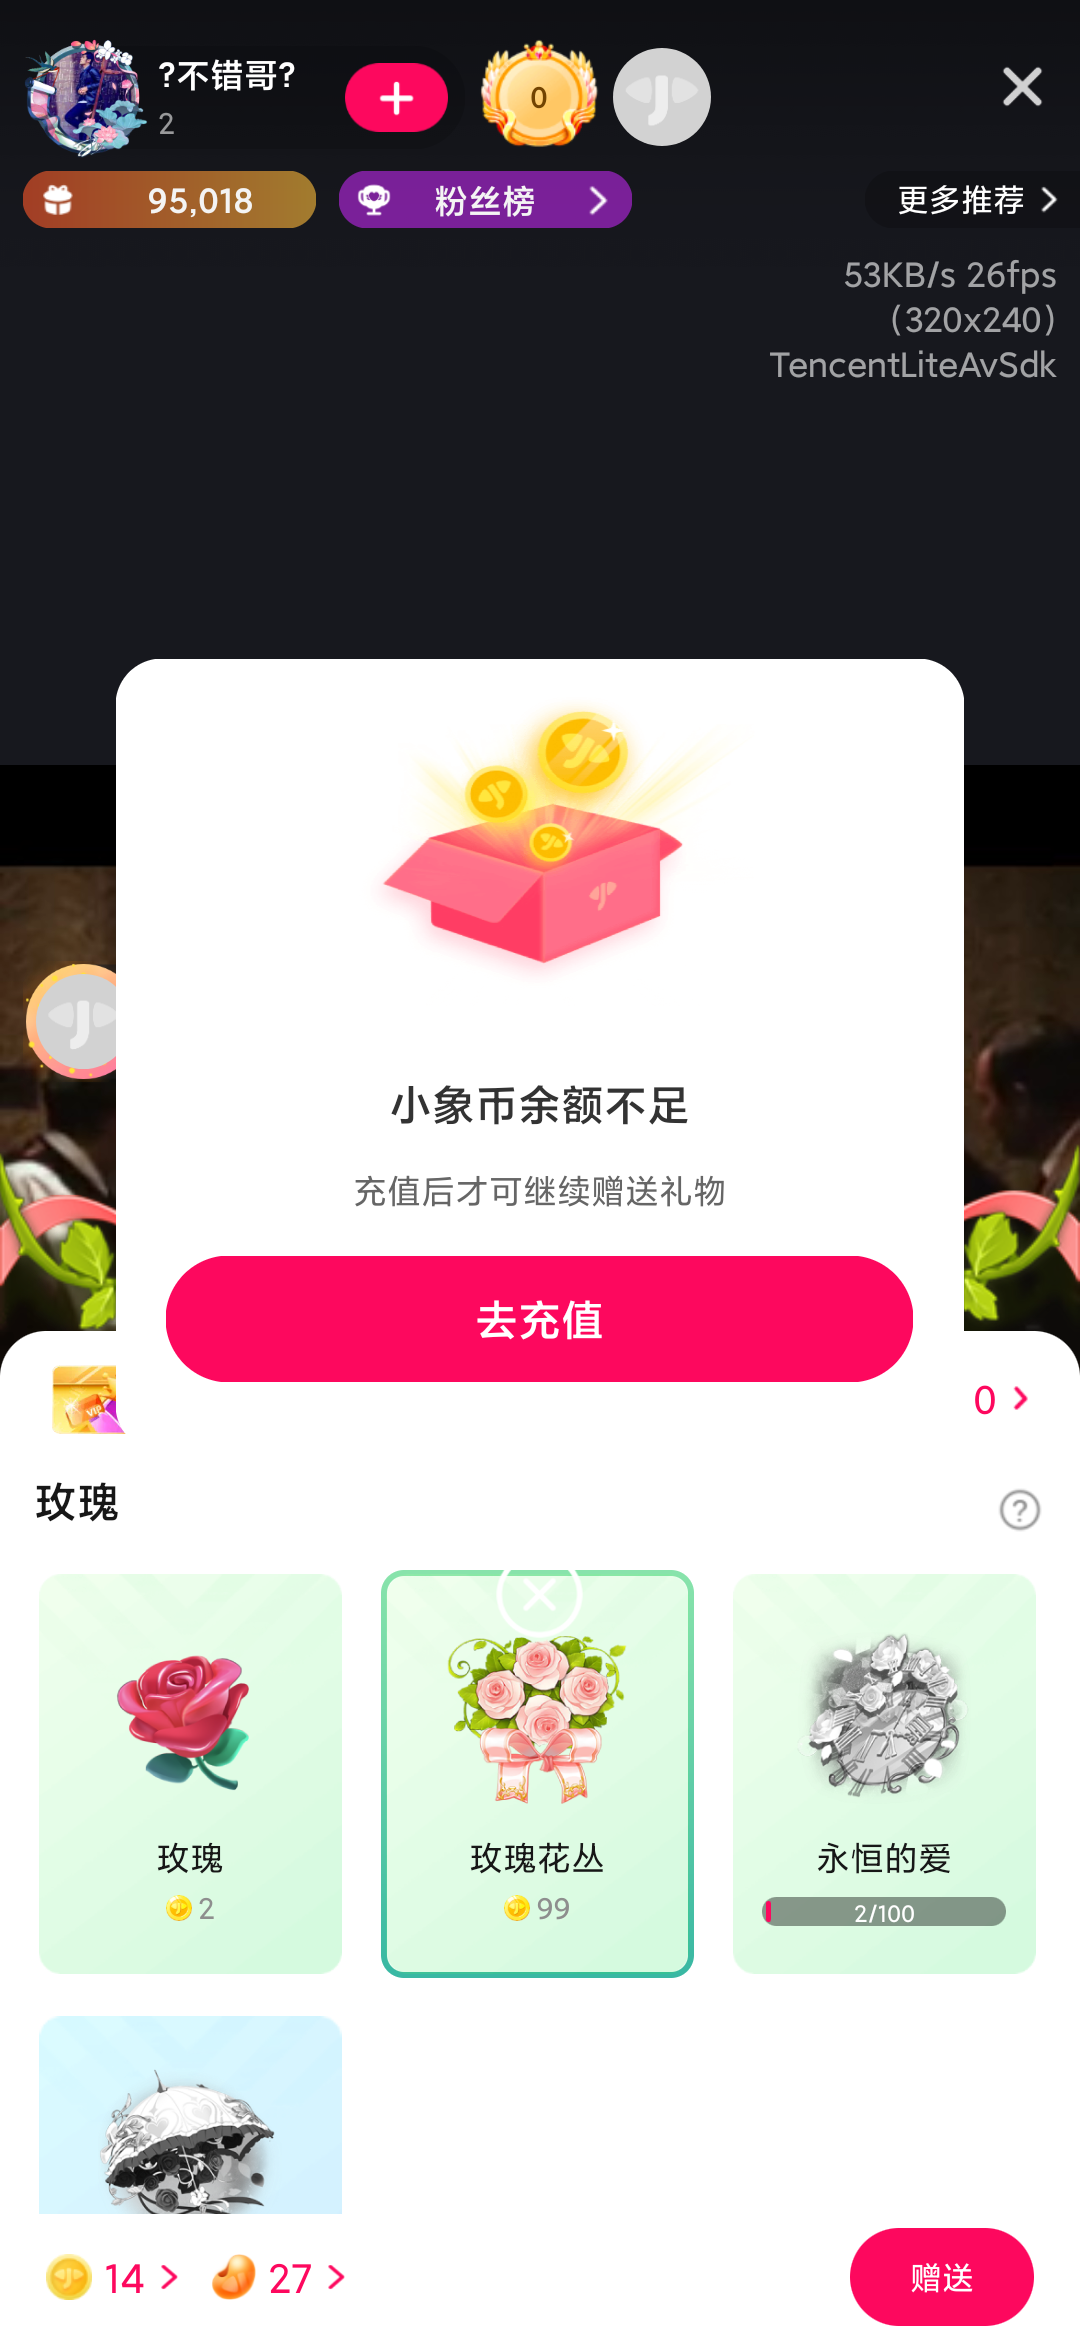 ?不错哥?
2
0
95,018
粉丝榜
更多推荐
53KB/s 26fps
(320x240)
TencentLiteAvSdk
小象币余额不足
充值后才可继续赠送礼物
去充值
VIP
0
玫瑰
?
玫瑰
2
玫瑰花丛
99
永恒的爱
2/100
14
27
赠送